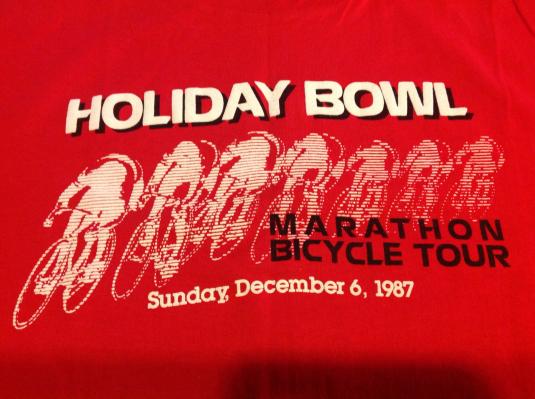 HOLIDAY BOWL
MARATHON
BICYCLE TOUR
Sunday, December 6, 1987